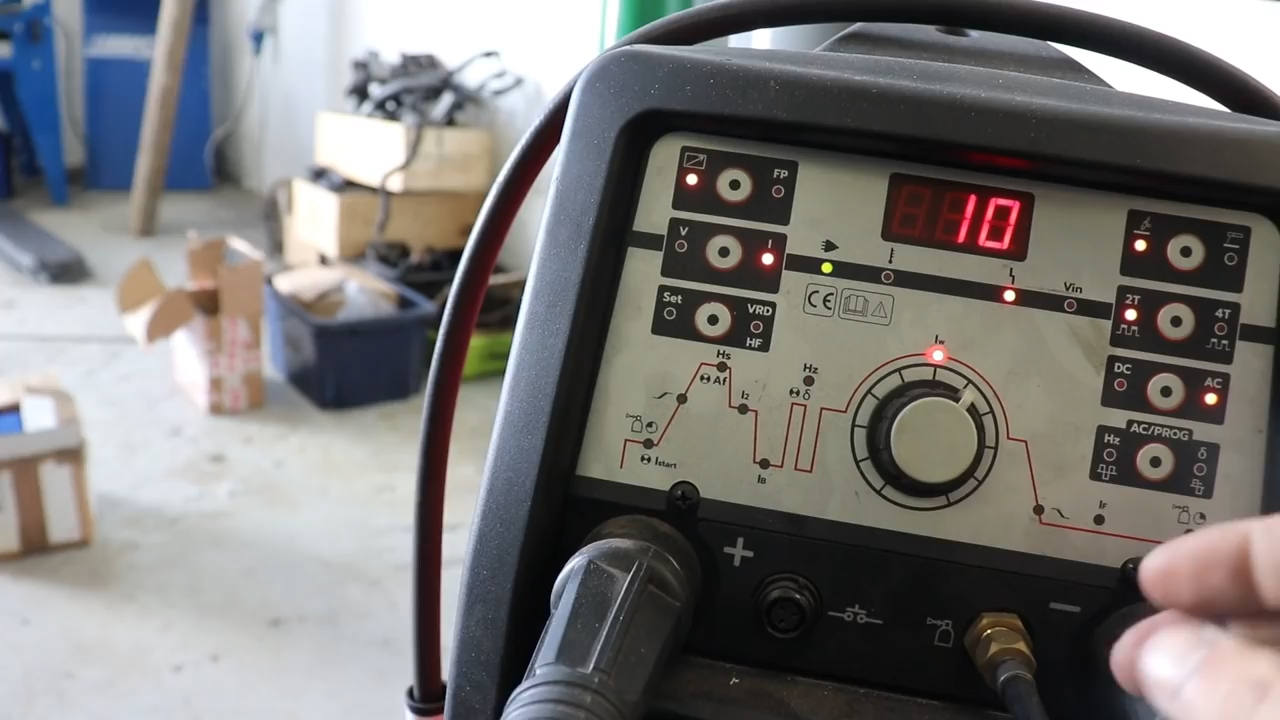 FP
10
V
I
Vin
Set
VRD
HF
CE
2T
4T
Iw
Hs
Af
I2
Hz
δ
DC
AC
AC/PROG
Hz
δ
Istart
IB
IF
+
−